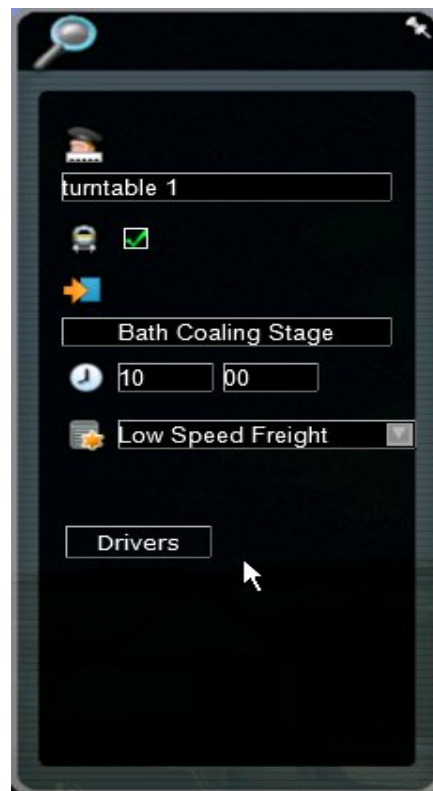 turntable 1
Bath Coaling Stage
10 00
Low Speed Freight
Drivers